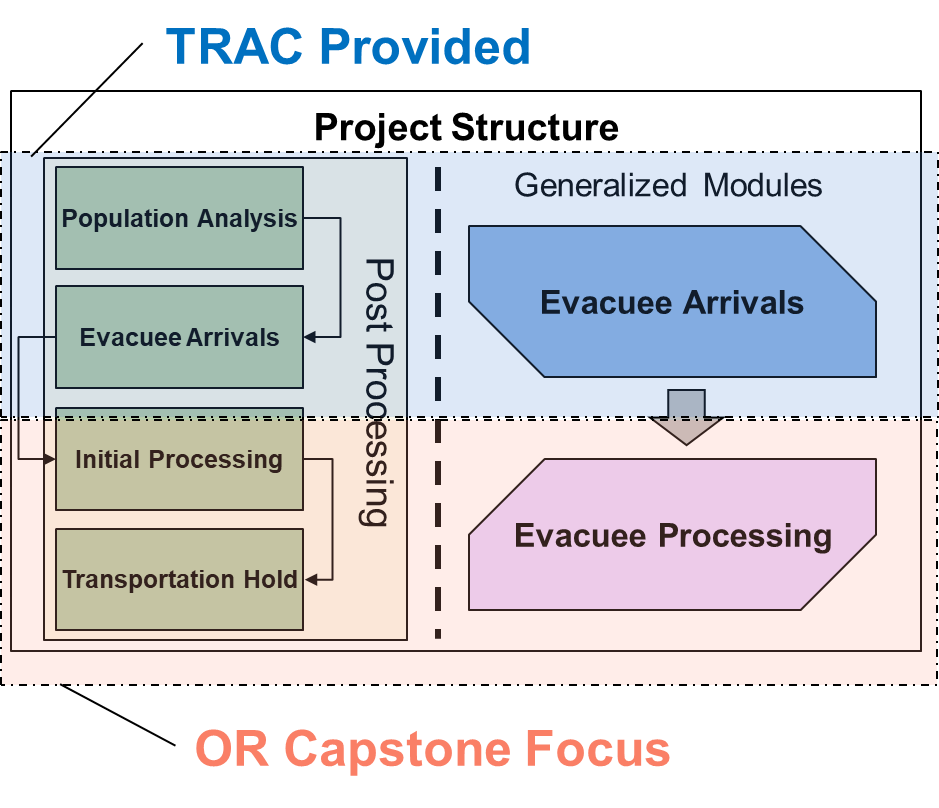 TRAC Provided
Project Structure
Generalized Modules
Population Analysis
Evacuee Arrivals
Initial Processing
Transportation Hold
Post Processing
Evacuee Arrivals
Evacuee Processing
OR Capstone Focus